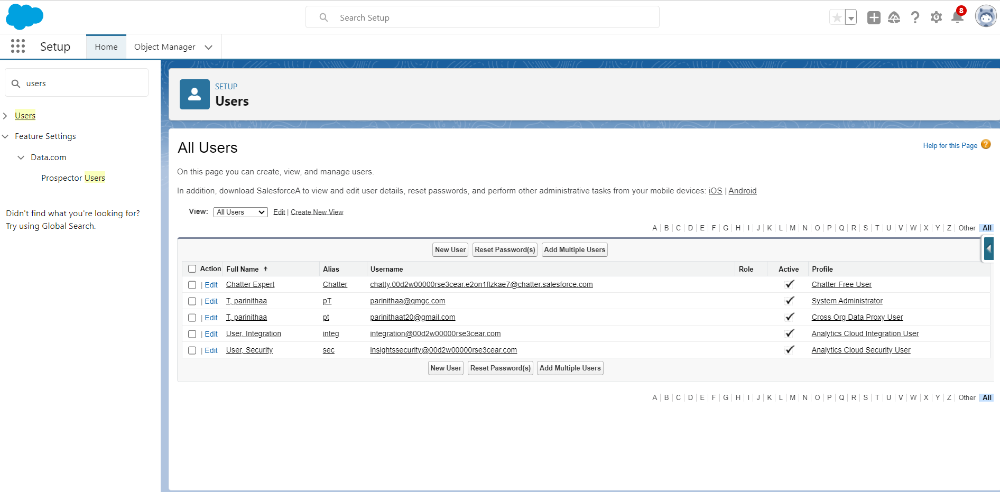 Search Setup
8
Setup
Home
Object Manager
users
Users
Feature Settings
Data.com
Prospector Users
Didn't find what you're looking for?
Try using Global Search.
SETUP
Users
All Users
Help for this Page ?
On this page you can create, view, and manage users.
In addition, download SalesforceA to view and edit user details, reset passwords, and perform other administrative tasks from your mobile devices: iOS | Android
View: All Users Edit | Create New View
A | B | C | D | E | F | G | H | I | J | K | L | M | N | O | P | Q | R | S | T | U | V | W | X | Y | Z | Other | All
New User Reset Password(s) Add Multiple Users
Action Full Name ↑ Alias Username Role Active Profile
| Edit Chatter Expert Chatter chatty.00d2w00000rse3cear.e2on1flzkae7@chatter.salesforce.com ✓ Chatter Free User
| Edit T, parinithaa pT parinithaa@qmgc.com ✓ System Administrator
| Edit T, parinithaa pt parinithaat20@gmail.com ✓ Cross Org Data Proxy User
| Edit User, Integration integ integration@00d2w00000rse3cear.com ✓ Analytics Cloud Integration User
| Edit User, Security sec insightssecurity@00d2w00000rse3cear.com ✓ Analytics Cloud Security User
New User Reset Password(s) Add Multiple Users
A | B | C | D | E | F | G | H | I | J | K | L | M | N | O | P | Q | R | S | T | U | V | W | X | Y | Z | Other | All